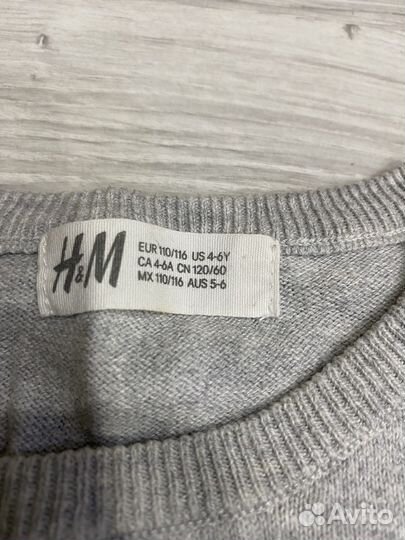 H&M
EUR 110/116 US 4-6Y
CA 4-6A CN 120/60
MX 110/116 AUS 5-6
Avito